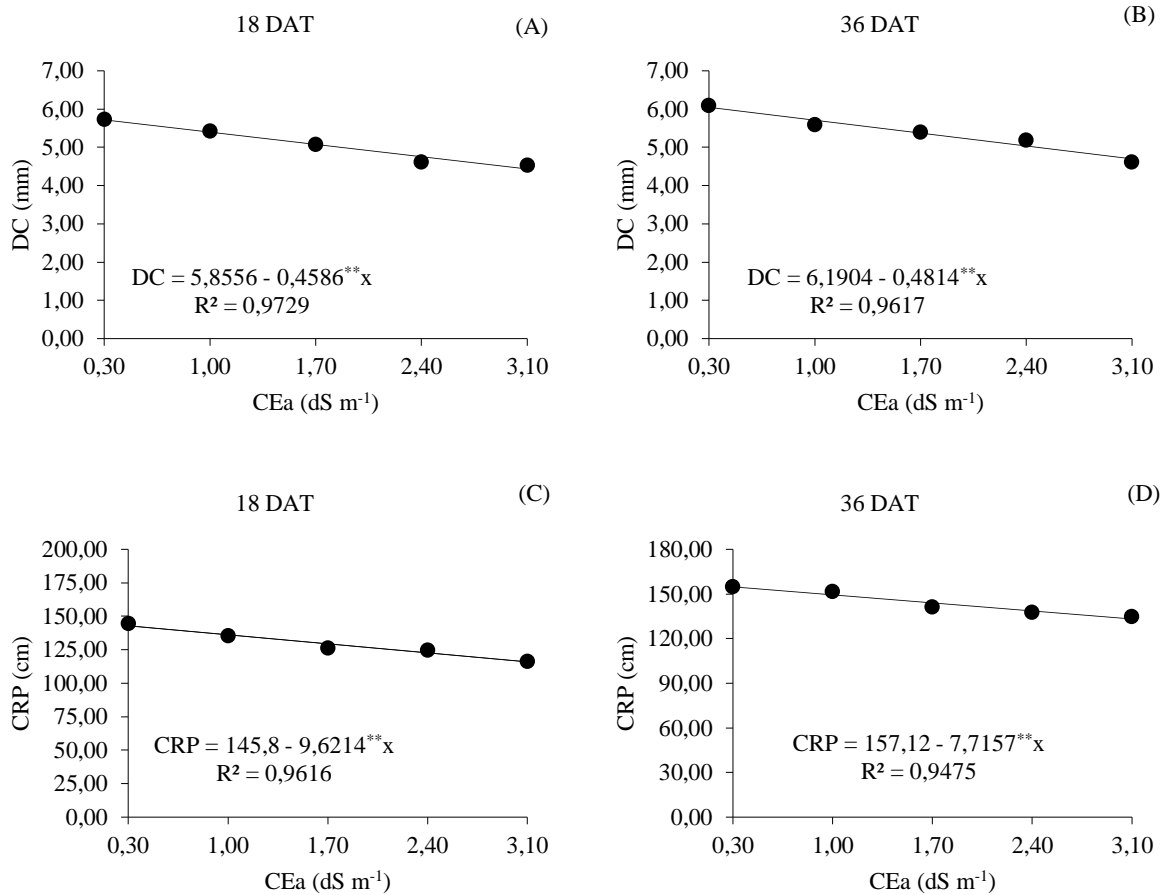 18 DAT
(A)
7,00
6,00
5,00
4,00
3,00
2,00
1,00
0,00
DC (mm)
DC = 5,8556 - 0,4586**x
R² = 0,9729
0,30 1,00 1,70 2,40 3,10
CEa (dS m-1)
36 DAT
(B)
7,00
6,00
5,00
4,00
3,00
2,00
1,00
0,00
DC (mm)
DC = 6,1904 - 0,4814**x
R² = 0,9617
0,30 1,00 1,70 2,40 3,10
CEa (dS m-1)
18 DAT
(C)
200,00
175,00
150,00
125,00
100,00
75,00
50,00
25,00
0,00
CRP (cm)
CRP = 145,8 - 9,6214**x
R² = 0,9616
0,30 1,00 1,70 2,40 3,10
CEa (dS m-1)
36 DAT
(D)
180,00
150,00
120,00
90,00
60,00
30,00
0,00
CRP (cm)
CRP = 157,12 - 7,7157**x
R² = 0,9475
0,30 1,00 1,70 2,40 3,10
CEa (dS m-1)